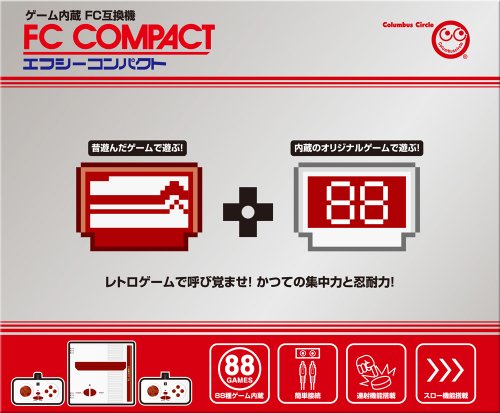 ゲーム内蔵 FC互換機
FC COMPACT
エフシーコンパクト
Columbus Circle
ColumbusCircle
®
昔遊んだゲームで遊ぶ!
内蔵のオリジナルゲームで遊ぶ!
88
レトロゲームで呼び覚ませ! かつての集中力と忍耐力!
88
GAMES
88種ゲーム内蔵
簡単接続
連射機能搭載
スロー機能搭載